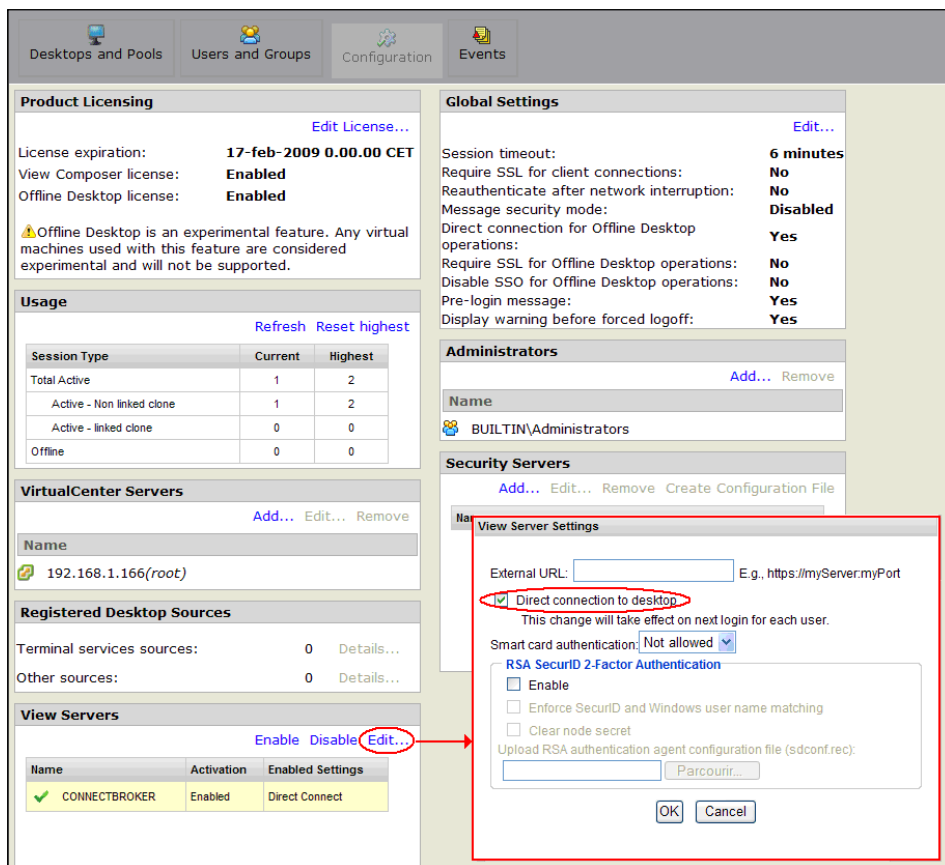 Desktops and Pools
Users and Groups
Configuration
Events
Product Licensing
Edit License...
License expiration: 17-feb-2009 0.00.00 CET
View Composer license: Enabled
Offline Desktop license: Enabled
Offline Desktop is an experimental feature. Any virtual
machines used with this feature are considered
experimental and will not be supported.
Usage
Refresh Reset highest
Session Type Current Highest
Total Active 1 2
Active - Non linked clone 1 2
Active - linked clone 0 0
Offline 0 0
VirtualCenter Servers
Add... Edit... Remove
Name
192.168.1.166(root)
Registered Desktop Sources
Terminal services sources: 0 Details...
Other sources: 0 Details...
View Servers
Enable Disable Edit...
Name Activation Enabled Settings
CONNECTBROKER Enabled Direct Connect
Global Settings
Edit...
Session timeout: 6 minutes
Require SSL for client connections: No
Reauthenticate after network interruption: No
Message security mode: Disabled
Direct connection for Offline Desktop
operations: Yes
Require SSL for Offline Desktop operations: No
Disable SSO for Offline Desktop operations: No
Pre-login message: Yes
Display warning before forced logoff: Yes
Administrators
Add... Remove
Name
BUILTIN\Administrators
Security Servers
Add... Edit... Remove Create Configuration File
View Server Settings
External URL: E.g., https://myServer:myPort
Direct connection to desktop
This change will take effect on next login for each user.
Smart card authentication: Not allowed
RSA SecurID 2-Factor Authentication
Enable
Enforce SecurID and Windows user name matching
Clear node secret
Upload RSA authentication agent configuration file (sdconf.rec):
Parcourir...
OK Cancel